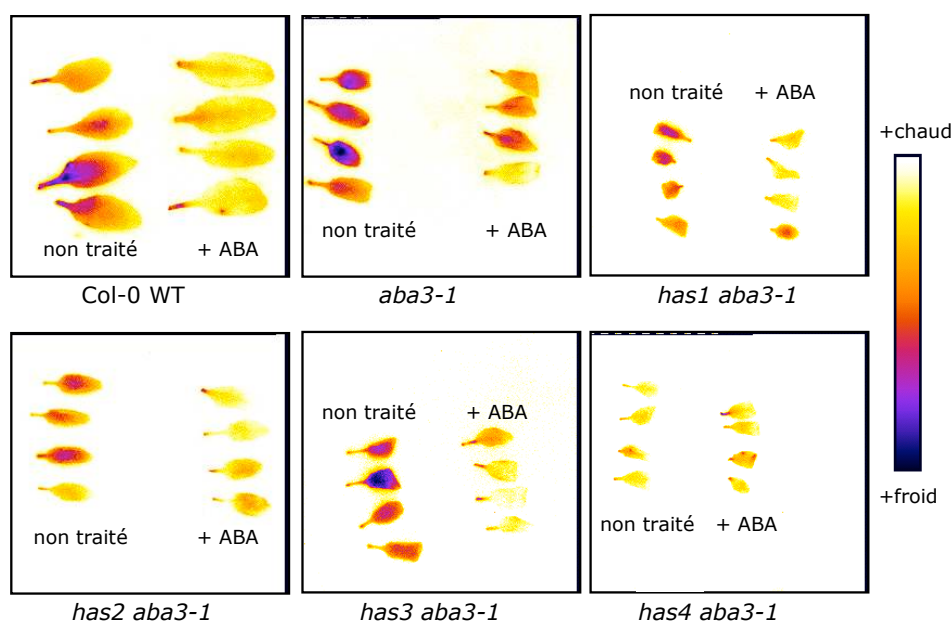 non traité + ABA
Col-0 WT
non traité + ABA
aba3-1
non traité + ABA
has1 aba3-1
+chaud
+froid
non traité + ABA
has2 aba3-1
non traité + ABA
has3 aba3-1
non traité + ABA
has4 aba3-1